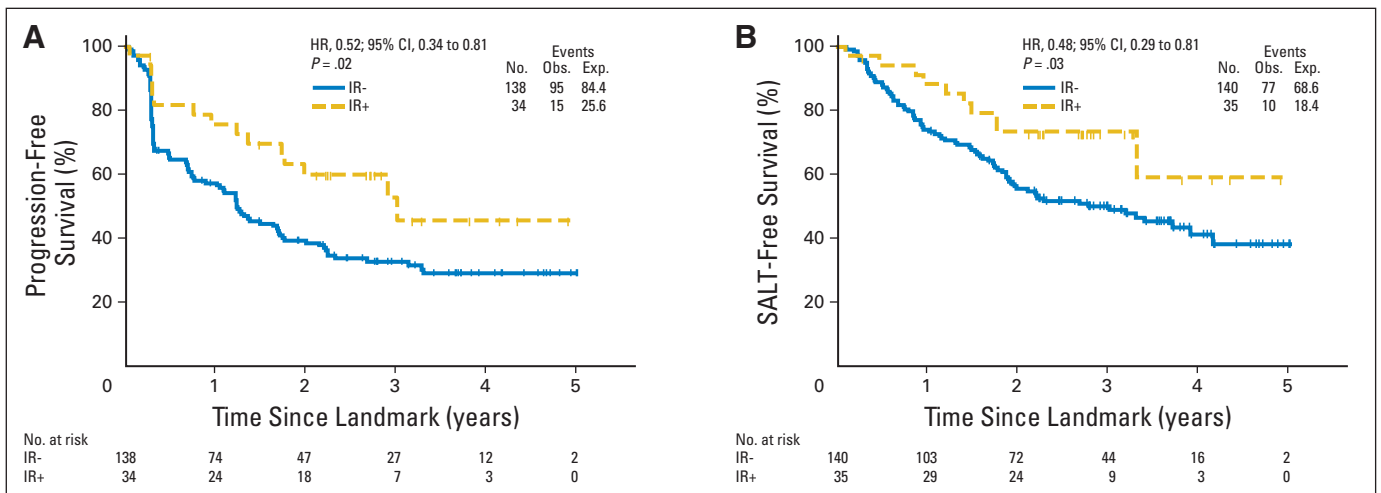 A
HR, 0.52; 95% CI, 0.34 to 0.81
P = .02
Events
No. Obs. Exp.
IR- 138 95 84.4
IR+ 34 15 25.6
Progression-Free
Survival (%)
100
80
60
40
20
0 1 2 3 4 5
Time Since Landmark (years)
No. at risk
IR- 138 74 47 27 12 2
IR+ 34 24 18 7 3 0
B
HR, 0.48; 95% CI, 0.29 to 0.81
P = .03
Events
No. Obs. Exp.
IR- 140 77 68.6
IR+ 35 10 18.4
SALT-Free Survival (%)
100
80
60
40
20
0 1 2 3 4 5
Time Since Landmark (years)
No. at risk
IR- 140 103 72 44 16 2
IR+ 35 29 24 9 3 0